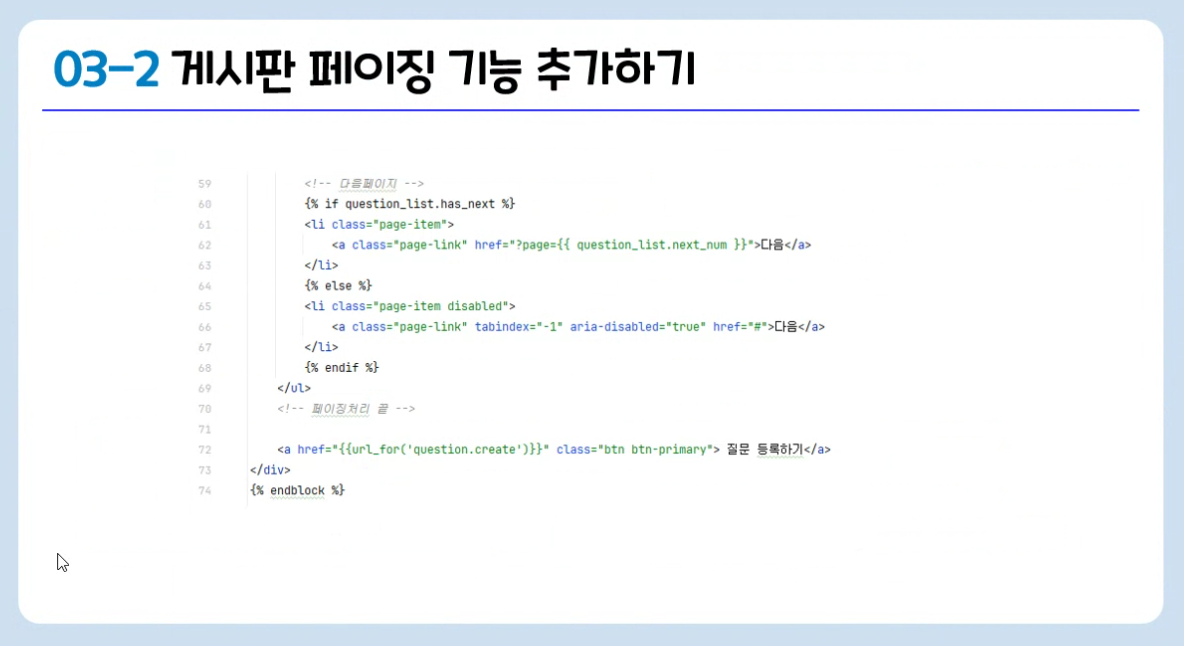 03-2 게시판 페이징 기능 추가하기
59 <!-- 다음페이지 -->
60 {% if question_list.has_next %}
61 <li class="page-item">
62 <a class="page-link" href="?page={{ question_list.next_num }}">다음</a>
63 </li>
64 {% else %}
65 <li class="page-item disabled">
66 <a class="page-link" tabindex="-1" aria-disabled="true" href="#">다음</a>
67 </li>
68 {% endif %}
69 </ul>
70 <!-- 페이징처리 끝 -->
71
72 <a href="{{url_for('question.create')}}" class="btn btn-primary"> 질문 등록하기</a>
73 </div>
74 {% endblock %}